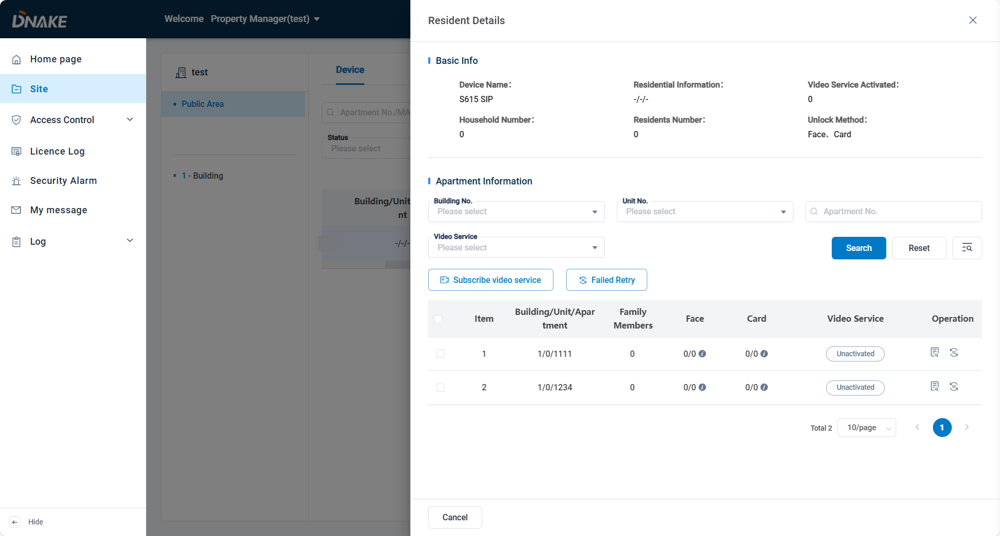 DNAKE
Welcome Property Manager(test)
Home page
Site
Access Control
Licence Log
Security Alarm
My message
Log
Hide
test
Public Area
1 - Building
Device
Apartment No./MA
Status
Please select
Building/Unit
nt
-/-/-
Resident Details
Basic Info
Device Name:
S615 SIP
Residential Information:
-/-/-
Video Service Activated:
0
Household Number:
0
Residents Number:
0
Unlock Method:
Face、Card
Apartment Information
Building No.
Please select
Unit No.
Please select
Apartment No.
Video Service
Please select
Search
Reset
Subscribe video service
Failed Retry
Item Building/Unit/Apar Family Face Card Video Service Operation
tment Members
1 1/0/1111 0 0/0 0/0 Unactivated
2 1/0/1234 0 0/0 0/0 Unactivated
Total 2 10/page 1
Cancel